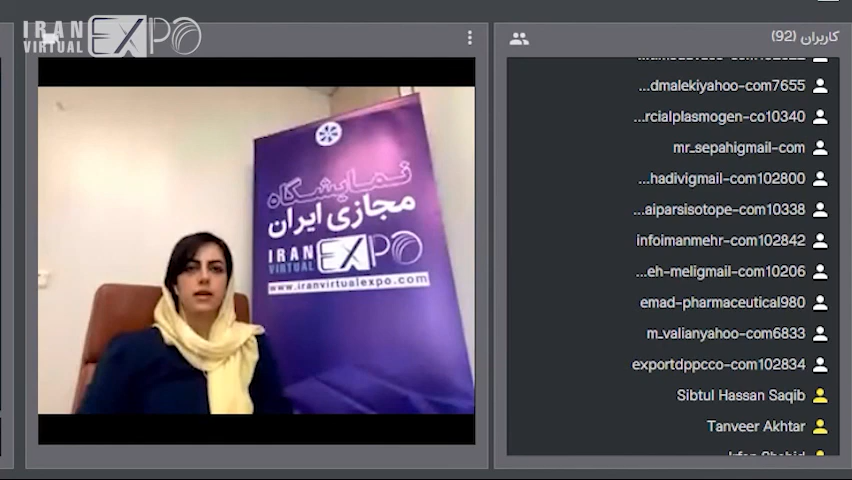 IRAN EXPO
VIRTUAL
کاربران (92)
...dmalekiyahoo-com7655
...rcialplasmogen-co10340
mr_sepahigmail-com
...hadivigmail-com102800
...aiparsisotope-com10338
infoimanmehr-com102842
...eh-meligmail-com10206
emad-pharmaceutical980
m_valianyahoo-com6833
exportdppcco-com102834
Sibtul Hassan Saqib
Tanveer Akhtar
نمایشگاه
مجازی ایران
IRAN EXPO
VIRTUAL
www.iranvirtualexpo.com